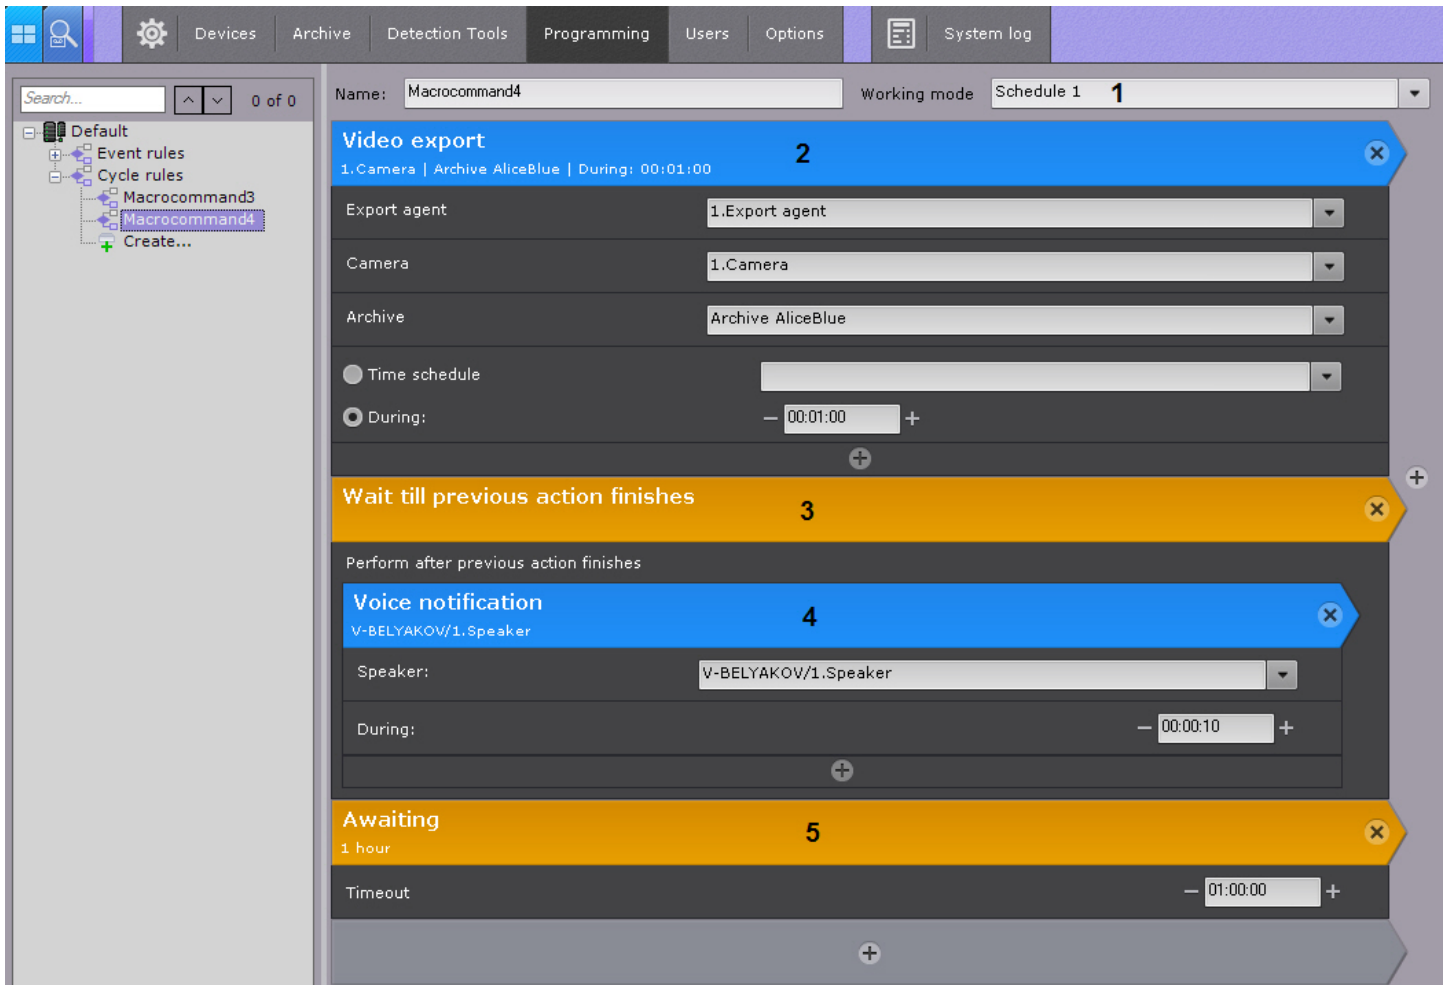 Devices Archive Detection Tools Programming Users Options System log
Search... 0 of 0
Default
Event rules
Cycle rules
Macrocommand3
Macrocommand4
Create...
Name: Macrocommand4 Working mode Schedule 1 1
Video export 2
1.Camera | Archive AliceBlue | During: 00:01:00
Export agent 1.Export agent
Camera 1.Camera
Archive Archive AliceBlue
Time schedule
During: 00:01:00
Wait till previous action finishes 3
Perform after previous action finishes
Voice notification 4
V-BELYAKOV/1.Speaker
Speaker: V-BELYAKOV/1.Speaker
During: 00:00:10
Awaiting 5
1 hour
Timeout 01:00:00